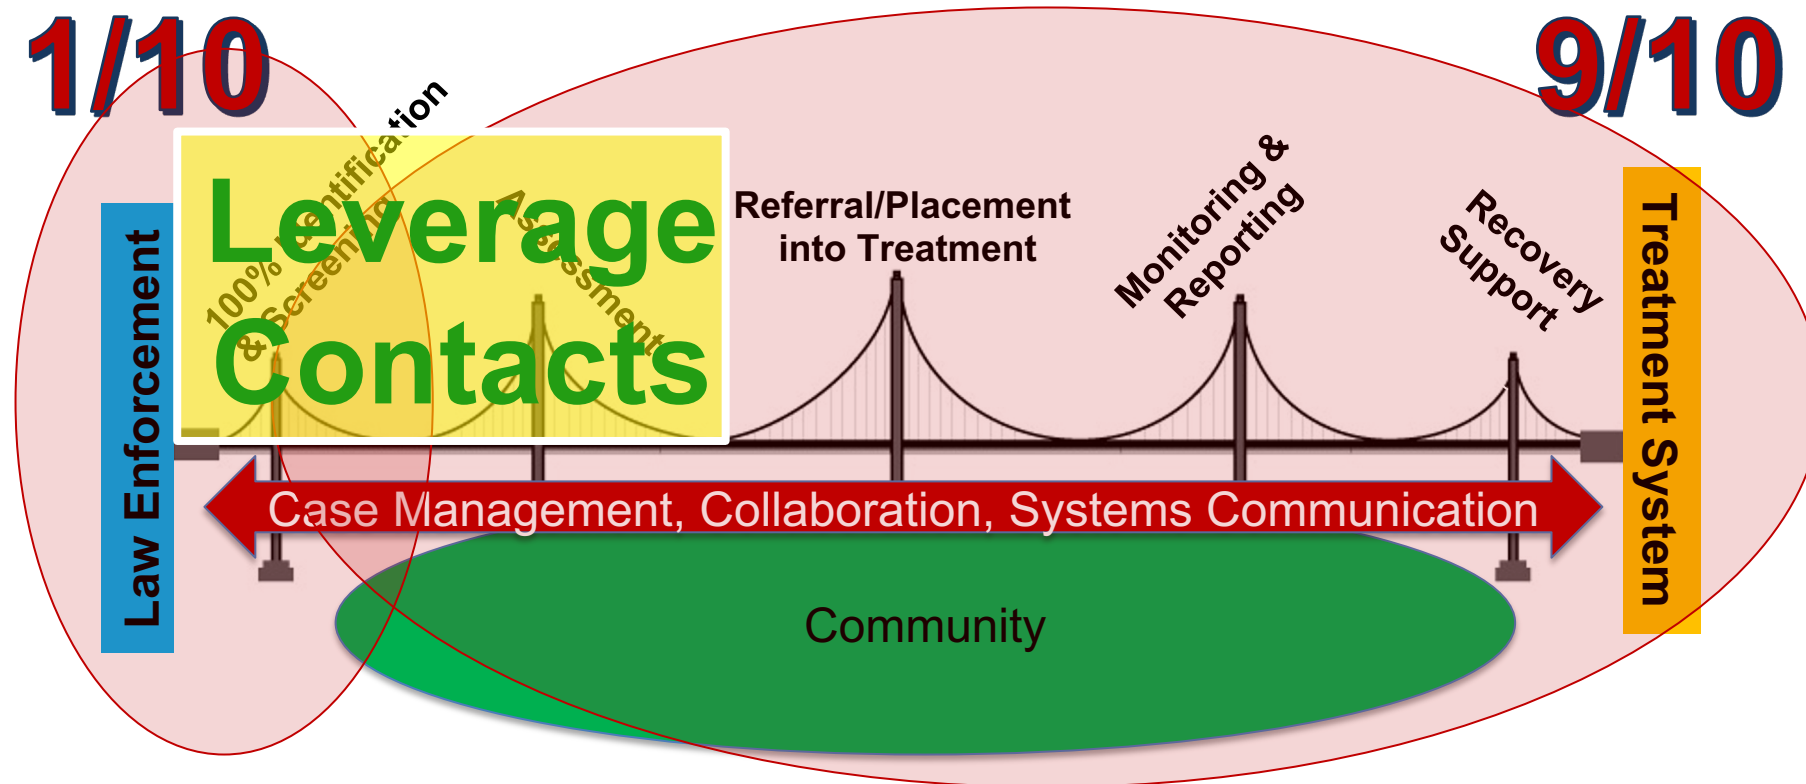 1/10
9/10
100% Identification
& Screening
Leverage
Contacts
Assessment
Referral/Placement
into Treatment
Monitoring &
Reporting
Recovery
Support
Law Enforcement
Treatment System
Case Management, Collaboration, Systems Communication
Community